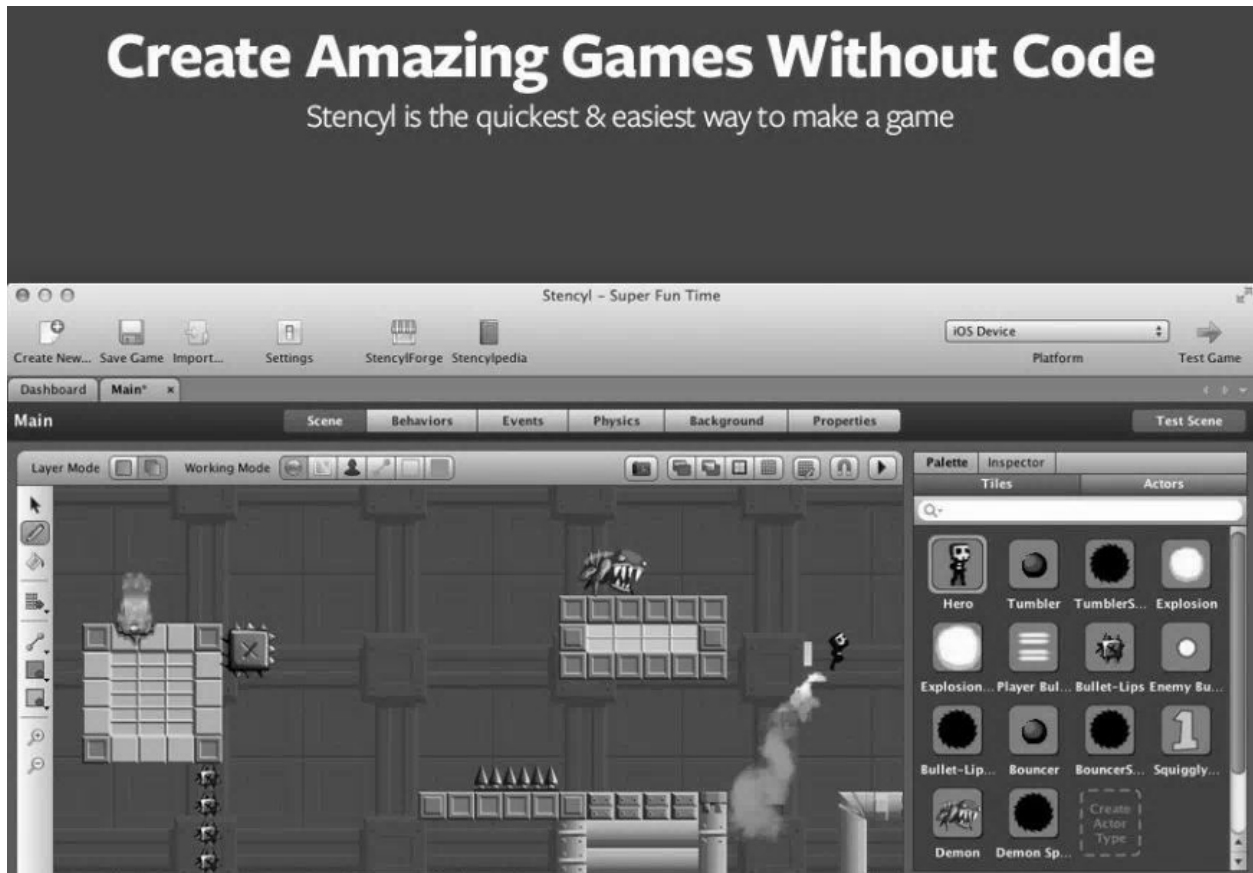 Create Amazing Games Without Code
Stencyl is the quickest & easiest way to make a game
Stencyl – Super Fun Time
Create New... Save Game Import... Settings StencylForge Stencylpedia
iOS Device
Platform
Test Game
Dashboard Main* ×
Main
Scene Behaviors Events Physics Background Properties
Test Scene
Layer Mode Working Mode
Palette Inspector
Tiles Actors
Hero Tumbler TumblerS... Explosion
Explosion... Player Bul... Bullet-Lips Enemy Bu...
Bullet-Lip... Bouncer BouncerS... Squiggly...
1
Demon Demon Sp...
Create
Actor
Type